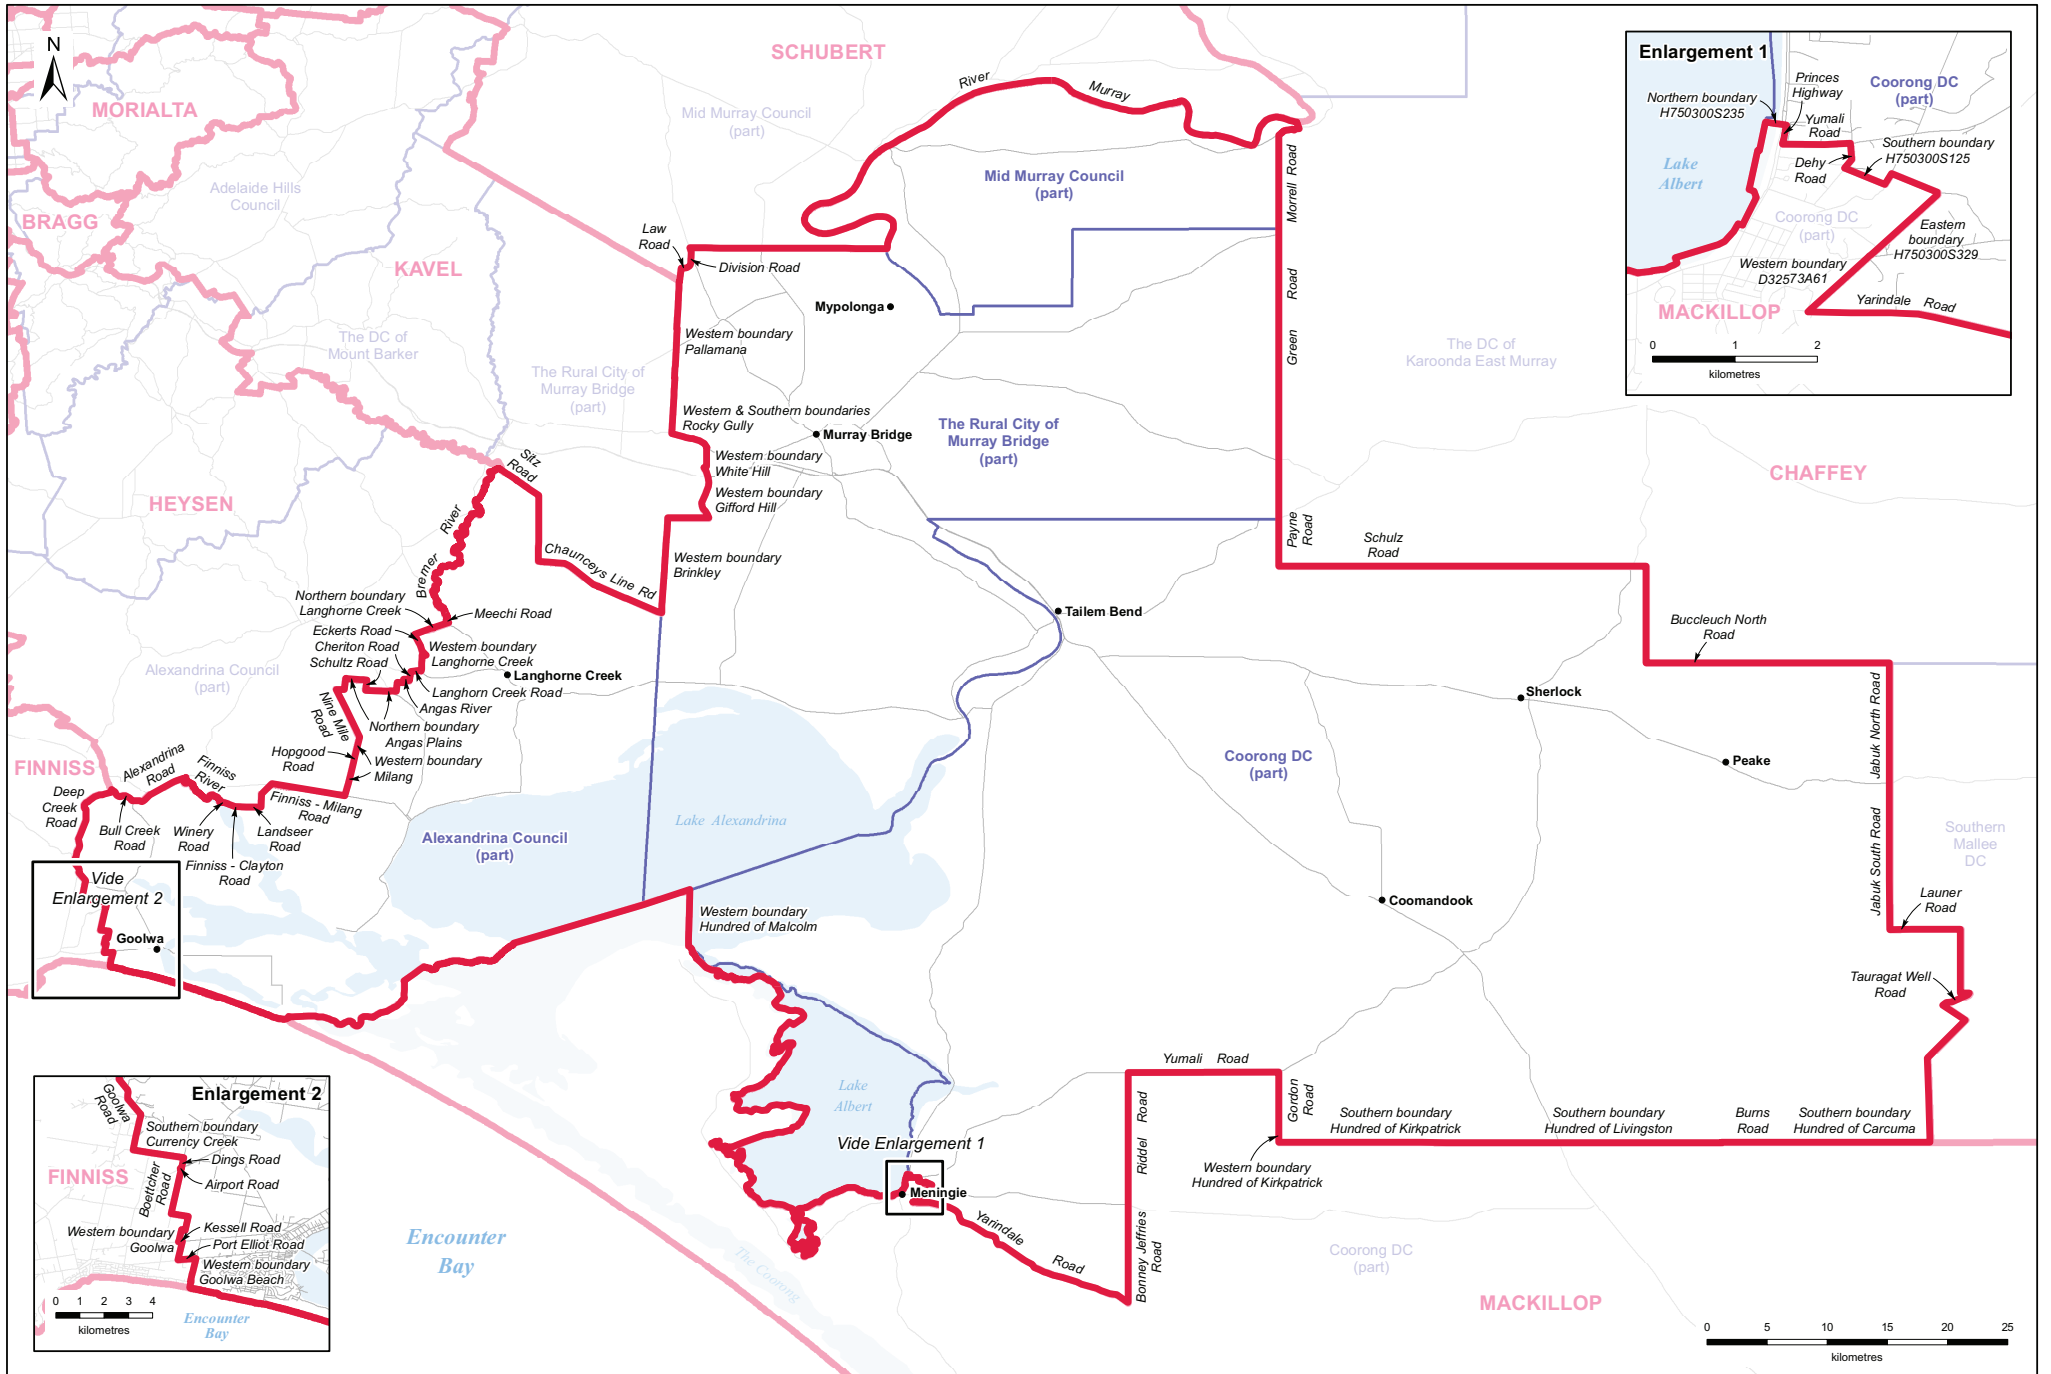 N
SCHUBERT
MORIALTA
BRAGG
KAVEL
HEYSEN
FINNISS
CHAFFEY
MACKILLOP
Mid Murray Council
(part)
Adelaide Hills
Council
The DC of
Mount Barker
The Rural City of
Murray Bridge
(part)
Alexandrina Council
(part)
The DC of
Karoonda East Murray
Southern
Mallee
DC
Coorong DC
(part)
Mid Murray Council
(part)
The Rural City of
Murray Bridge
(part)
Coorong DC
(part)
Alexandrina Council
(part)
River
Murray
Law
Road
Division Road
Mypolonga
Western boundary
Pallamana
Western & Southern boundaries
Rocky Gully
Murray Bridge
Western boundary
White Hill
Western boundary
Gifford Hill
Western boundary
Brinkley
Sitz
Road
Chaunceys Line Rd
Bremer
River
Northern boundary
Langhorne Creek
Meechi Road
Eckerts Road
Cheriton Road
Schultz Road
Western boundary
Langhorne Creek
Langhorne Creek
Langhorn Creek Road
Angas River
Northern boundary
Angas Plains
Nine Mile
Road
Hopgood
Road
Western boundary
Milang
Alexandrina
Road
Finniss
River
Deep
Creek
Road
Bull Creek
Road
Winery
Road
Landseer
Road
Finniss - Milang
Road
Finniss - Clayton
Road
Vide
Enlargement 2
Goolwa
Morrell Road
Green Road
Payne
Road
Schulz
Road
Buccleuch North
Road
Tailem Bend
Sherlock
Peake
Jabuk North Road
Jabuk South Road
Launer
Road
Tauragat Well
Road
Coomandook
Lake Alexandrina
Western boundary
Hundred of Malcolm
Lake
Albert
Vide Enlargement 1
Meningie
Yarindale Road
Bonney Jeffries
Road
Riddel Road
Yumali Road
Gordon
Road
Southern boundary
Hundred of Kirkpatrick
Southern boundary
Hundred of Livingston
Burns
Road
Southern boundary
Hundred of Carcuma
Western boundary
Hundred of Kirkpatrick
Encounter
Bay
The Coorong
0 5 10 15 20 25
kilometres
Enlargement 1
Princes
Highway
Coorong DC
(part)
Northern boundary
H750300S235
Yumali
Road
Southern boundary
H750300S125
Dehy
Road
Lake
Albert
Coorong DC
(part)
Eastern
boundary
H750300S329
Western boundary
D32573A61
Yarindale Road
MACKILLOP
0 1 2
kilometres
Enlargement 2
Goolwa
Road
Southern boundary
Currency Creek
FINNISS
Dings Road
Airport Road
Boettcher
Road
Kessell Road
Western boundary
Goolwa
Port Elliot Road
Western boundary
Goolwa Beach
0 1 2 3 4
kilometres
Encounter
Bay